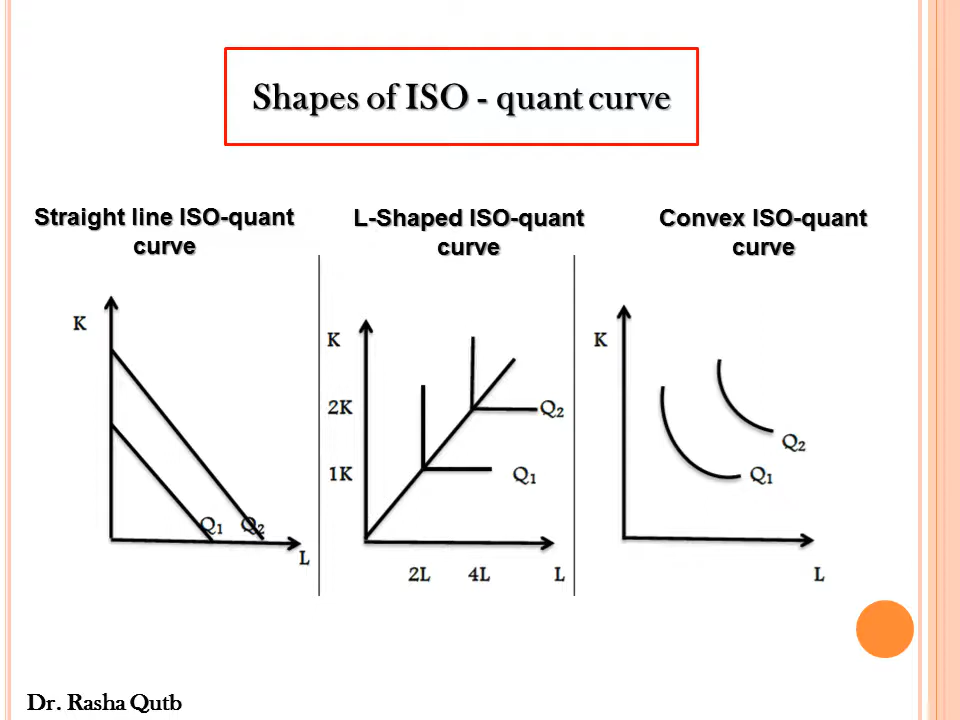 Shapes of ISO - quant curve
Straight line ISO-quant
curve
L-Shaped ISO-quant
curve
Convex ISO-quant
curve
K
Q1
Q2
L
K
2K
1K
Q2
Q1
2L
4L
L
K
Q2
Q1
L
Dr. Rasha Qutb